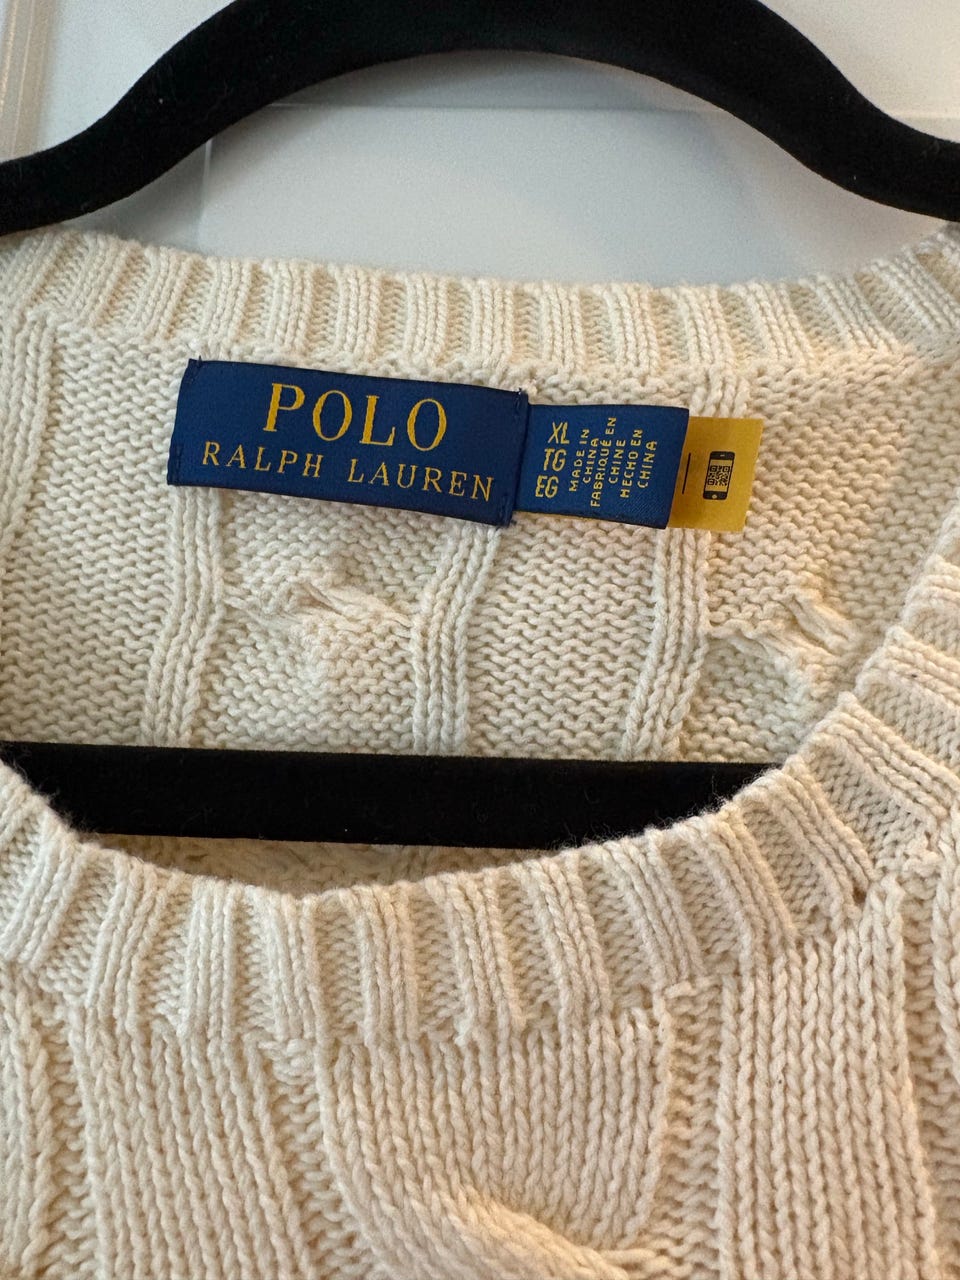 POLO
RALPH LAUREN
XL
TG
EG
MADE IN
CHINA
FABRIQUÉ EN
CHINE
HECHO EN
CHINA